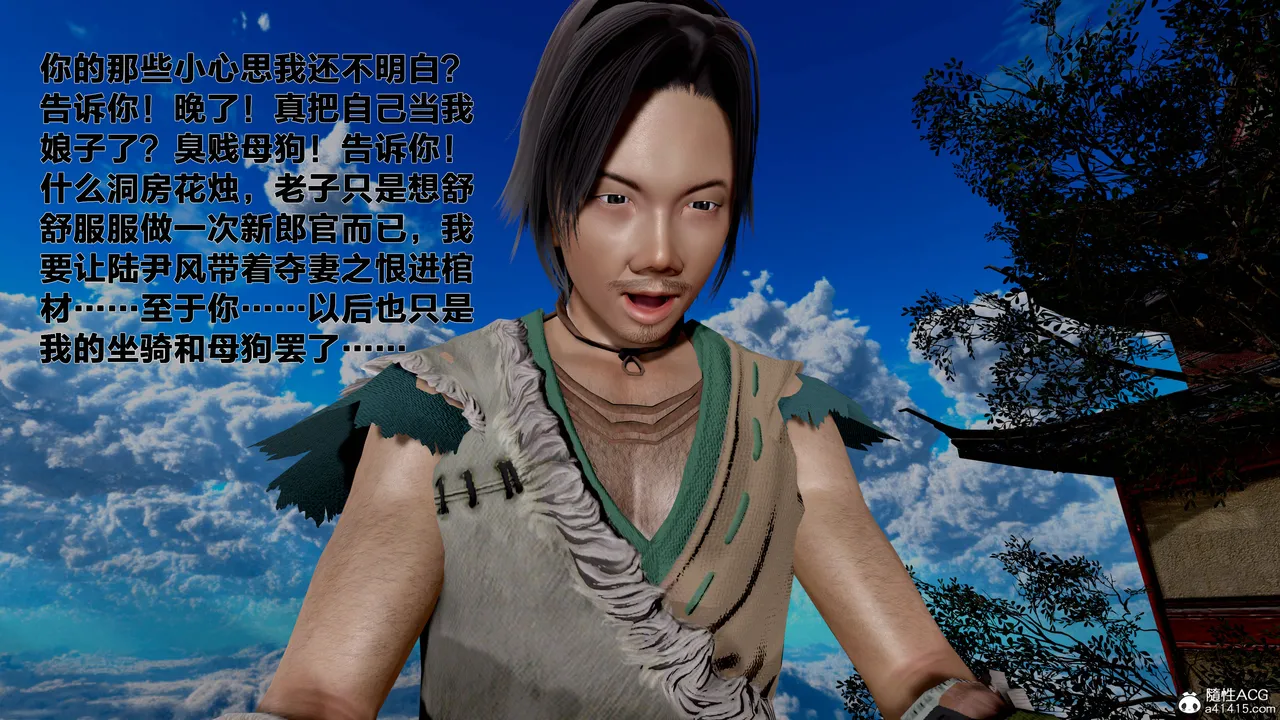 你的那些小心思我还不明白？
告诉你！晚了！真把自己当我
娘子了？臭贱母狗！告诉你！
什么洞房花烛，老子只是想舒
舒服服做一次新郎官而已，我
要让陆尹风带着夺妻之恨进棺
材……至于你……以后也只是
我的坐骑和母狗罢了……
隨性ACG
a41415.com